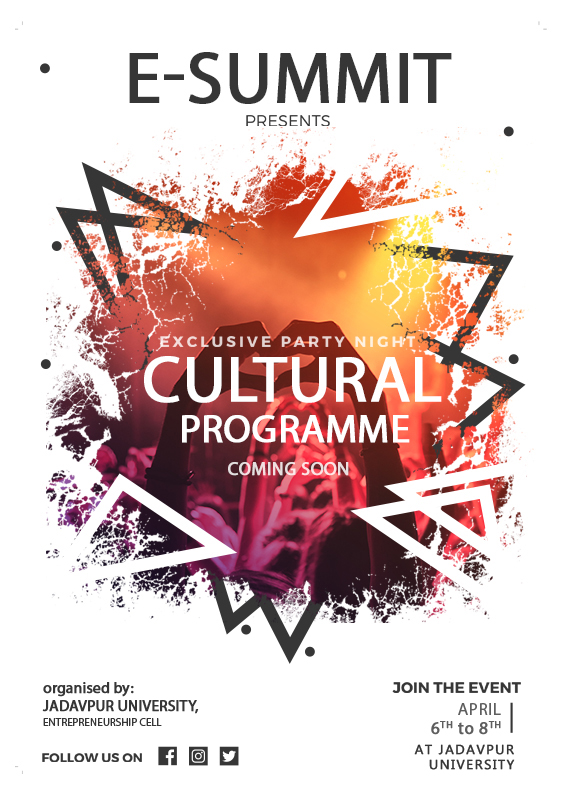 E-SUMMIT
PRESENTS
EXCLUSIVE PARTY NIGHT
CULTURAL
PROGRAMME
COMING SOON
organised by:
JADAVPUR UNIVERSITY,
ENTREPRENEURSHIP CELL
FOLLOW US ON
JOIN THE EVENT
APRIL
6TH to 8TH
AT JADAVPUR
UNIVERSITY